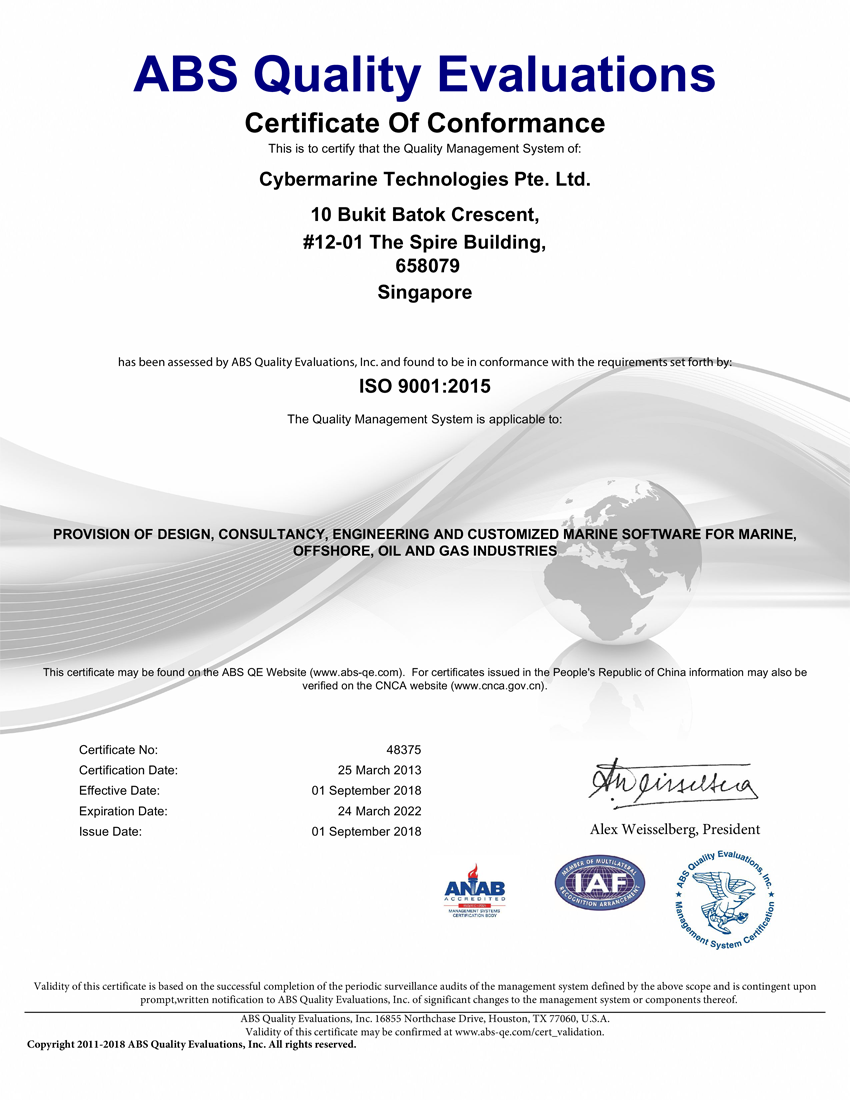 ABS Quality Evaluations
Certificate Of Conformance
This is to certify that the Quality Management System of:
Cybermarine Technologies Pte. Ltd.
10 Bukit Batok Crescent,
#12-01 The Spire Building,
658079
Singapore
has been assessed by ABS Quality Evaluations, Inc. and found to be in conformance with the requirements set forth by:
ISO 9001:2015
The Quality Management System is applicable to:
PROVISION OF DESIGN, CONSULTANCY, ENGINEERING AND CUSTOMIZED MARINE SOFTWARE FOR MARINE,
OFFSHORE, OIL AND GAS INDUSTRIES
This certificate may be found on the ABS QE Website (www.abs-qe.com). For certificates issued in the People's Republic of China information may also be
verified on the CNCA website (www.cnca.gov.cn).
Certificate No: 48375
Certification Date: 25 March 2013
Effective Date: 01 September 2018
Expiration Date: 24 March 2022
Issue Date: 01 September 2018
Alex Weisselberg, President
ANAB
ACCREDITED
MANAGEMENT SYSTEMS
CERTIFICATION BODY
MEMBER OF MULTILATERAL
IAF
RECOGNITION ARRANGEMENT
ABS Quality Evaluations, Inc.
Management System Certification
Validity of this certificate is based on the successful completion of the periodic surveillance audits of the management system defined by the above scope and is contingent upon
prompt,written notification to ABS Quality Evaluations, Inc. of significant changes to the management system or components thereof.
ABS Quality Evaluations, Inc. 16855 Northchase Drive, Houston, TX 77060, U.S.A.
Validity of this certificate may be confirmed at www.abs-qe.com/cert_validation.
Copyright 2011-2018 ABS Quality Evaluations, Inc. All rights reserved.